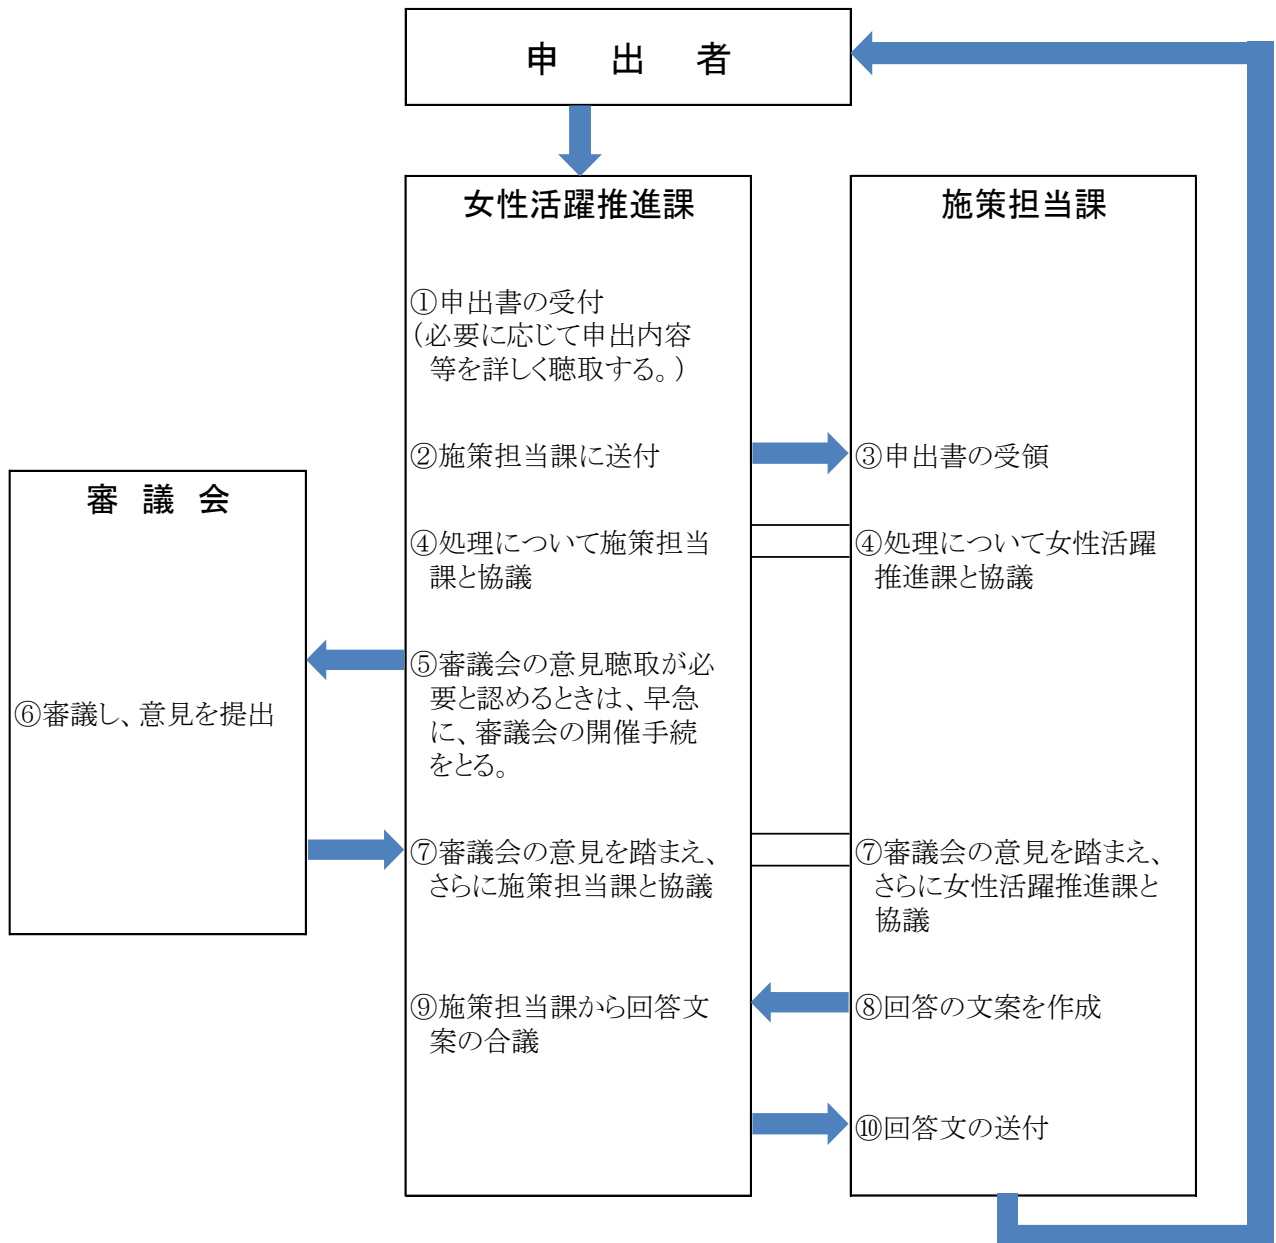 申 出 者
女性活躍推進課
①申出書の受付
（必要に応じて申出内容
等を詳しく聴取する。）
②施策担当課に送付
④処理について施策担当
課と協議
⑤審議会の意見聴取が必
要と認めるときは、早急
に、審議会の開催手続
をとる。
⑦審議会の意見を踏まえ、
さらに施策担当課と協議
⑨施策担当課から回答文
案の合議
施策担当課
③申出書の受領
④処理について女性活躍
推進課と協議
⑦審議会の意見を踏まえ、
さらに女性活躍推進課と
協議
⑧回答の文案を作成
⑩回答文の送付
審 議 会
⑥審議し、意見を提出